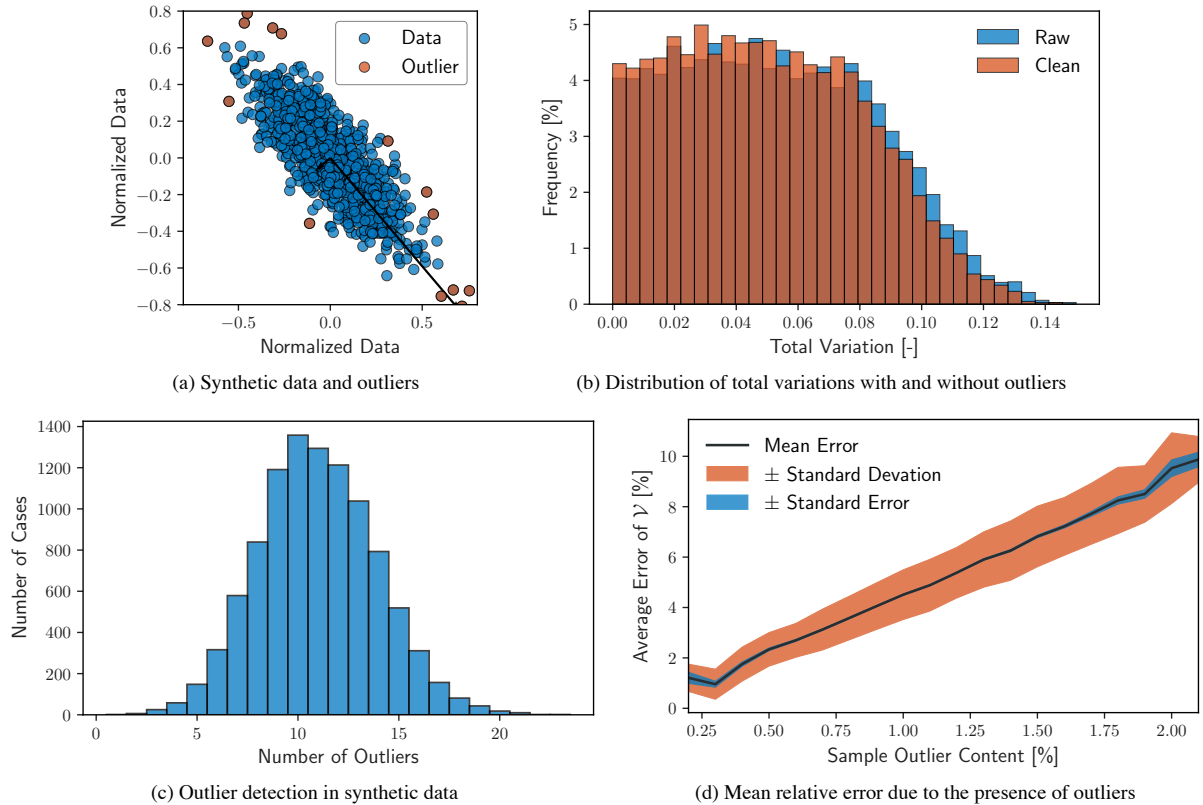 0.8
0.6
0.4
0.2
0.0
−0.2
−0.4
−0.6
−0.8
Normalized Data
Data
Outlier
−0.5
0.0
0.5
Normalized Data
(a) Synthetic data and outliers
5
4
3
2
1
0
Frequency [%]
Raw
Clean
0.00
0.02
0.04
0.06
0.08
0.10
0.12
0.14
Total Variation [-]
(b) Distribution of total variations with and without outliers
1400
1200
1000
800
600
400
200
0
Number of Cases
0
5
10
15
20
Number of Outliers
(c) Outlier detection in synthetic data
10
8
6
4
2
0
Average Error of 𝒱 [%]
Mean Error
± Standard Devation
± Standard Error
0.25
0.50
0.75
1.00
1.25
1.50
1.75
2.00
Sample Outlier Content [%]
(d) Mean relative error due to the presence of outliers